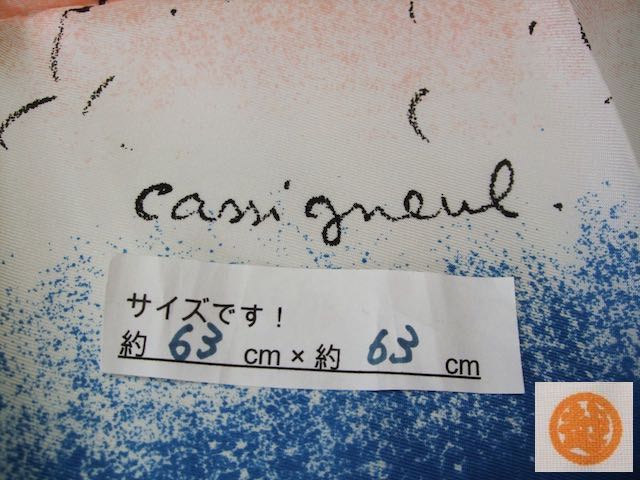 cassigneul.
サイズです!
約 63 cm × 約 63 cm